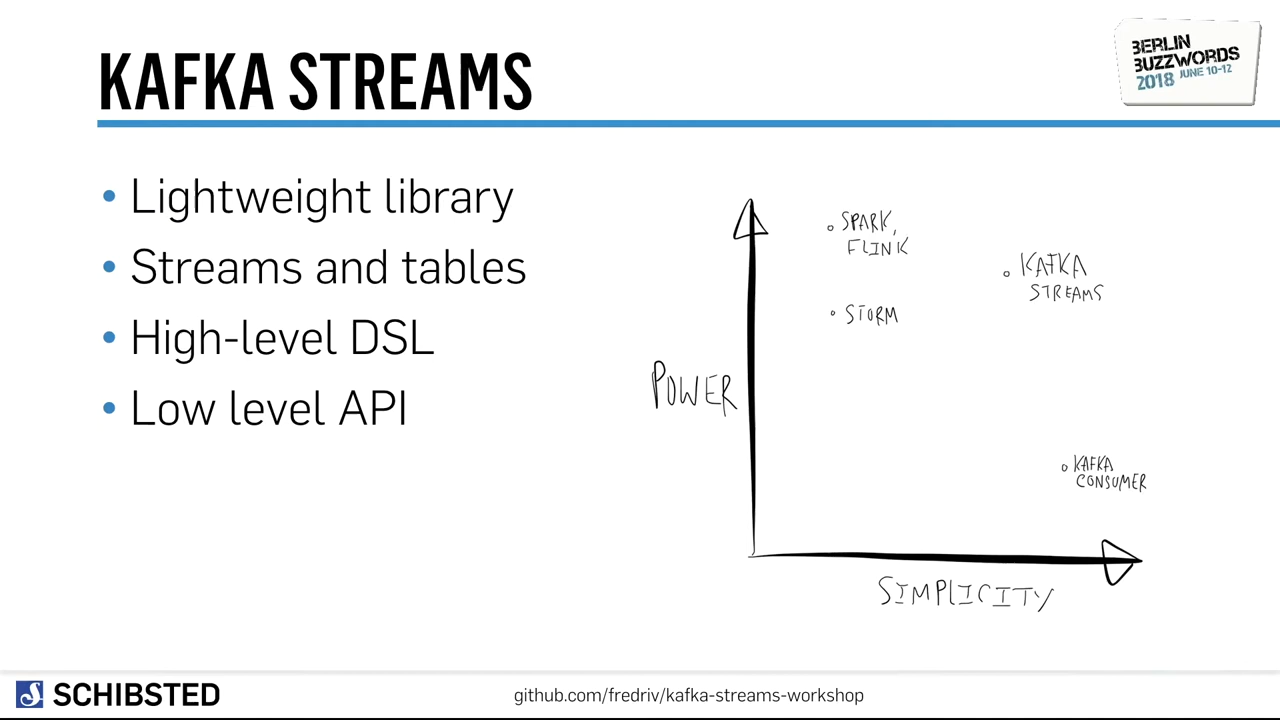 KAFKA STREAMS
BERLIN
BUZZWORDS
2018 JUNE 10-12
• Lightweight library
• Streams and tables
• High-level DSL
• Low level API
SPARK,
FLINK
KAFKA
STREAMS
STORM
POWER
KAFKA
CONSUMER
SIMPLICITY
SCHIBSTED
github.com/fredriv/kafka-streams-workshop